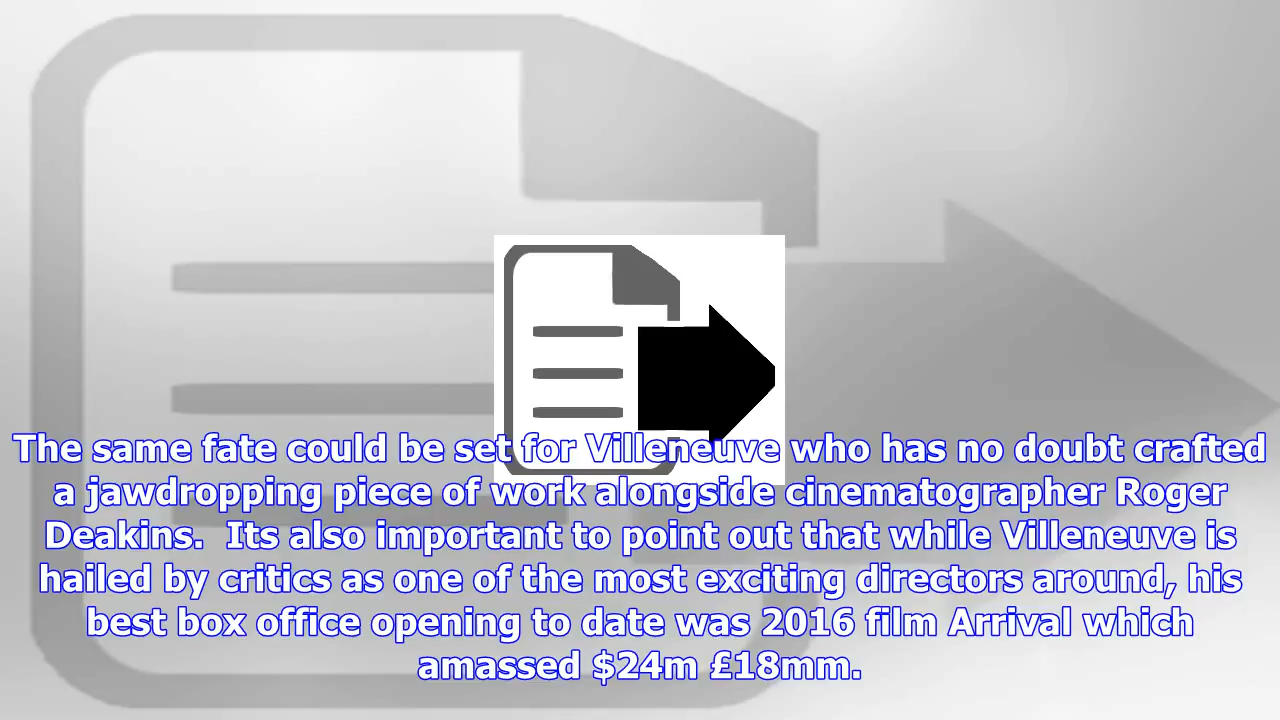 The same fate could be set for Villeneuve who has no doubt crafted
a jawdropping piece of work alongside cinematographer Roger
Deakins.  Its also important to point out that while Villeneuve is
hailed by critics as one of the most exciting directors around, his
best box office opening to date was 2016 film Arrival which
amassed $24m £18mm.